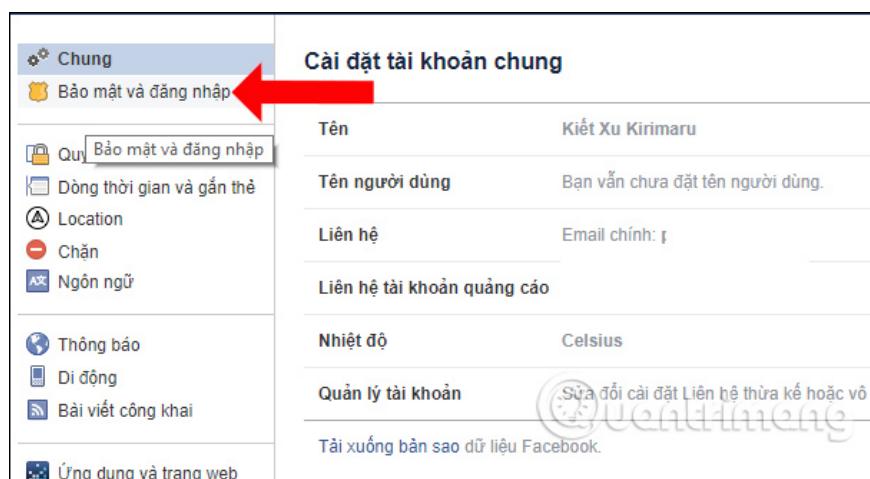 Chung
Bảo mật và đăng nhập
Bảo mật và đăng nhập
Dòng thời gian và gắn thẻ
Location
Chặn
Ngôn ngữ
Thông báo
Di động
Bài viết công khai
Ứng dụng và trang web
Cài đặt tài khoản chung
Tên Kiết Xu Kirimaru
Tên người dùng Bạn vẫn chưa đặt tên người dùng.
Liên hệ Email chính:
Liên hệ tài khoản quảng cáo
Nhiệt độ Celsius
Quản lý tài khoản Sửa đổi cài đặt Liên hệ thừa kế hoặc vô
Quantrimang
Tải xuống bản sao dữ liệu Facebook.